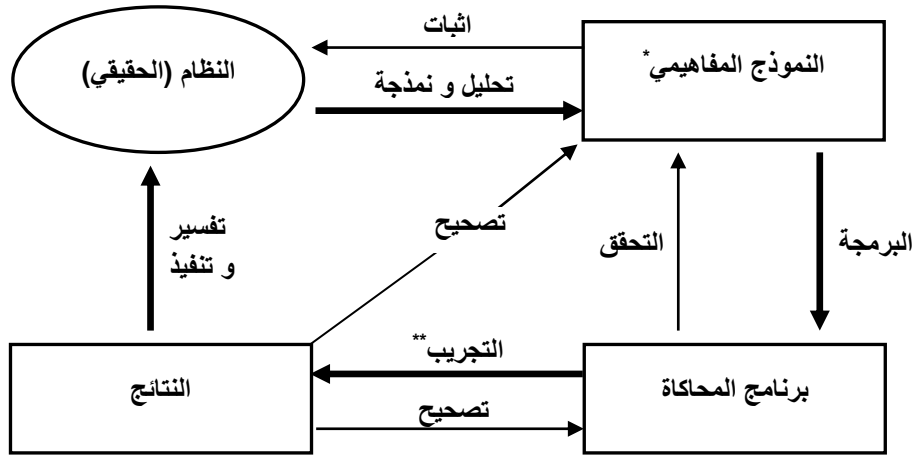 اثبات
النموذج المفاهيمي*
النظام (الحقيقي)
تحليل و نمذجة
تصحيح
تفسير
و تنفيذ
التحقق
البرمجة
التجريب**
برنامج المحاكاة
النتائج
تصحيح